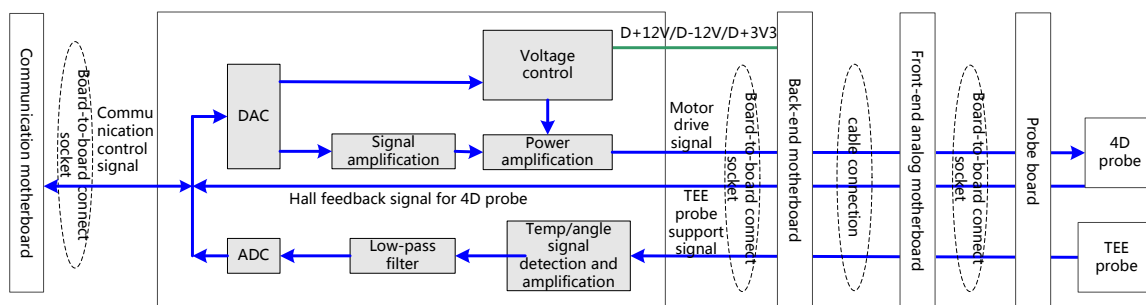 Communication motherboard
Board-to-board connect
socket
Commu
nication
control
signal
DAC
Voltage
control
D+12V/D-12V/D+3V3
Signal
amplification
Power
amplification
Motor
drive
signal
Hall feedback signal for 4D probe
ADC
Low-pass
filter
Temp/angle
signal
detection and
amplification
TEE
probe
support
signal
Board-to-board connect
socket
Back-end motherboard
cable connection
Front-end analog motherboard
Board-to-board connect
socket
Probe board
4D
probe
TEE
probe